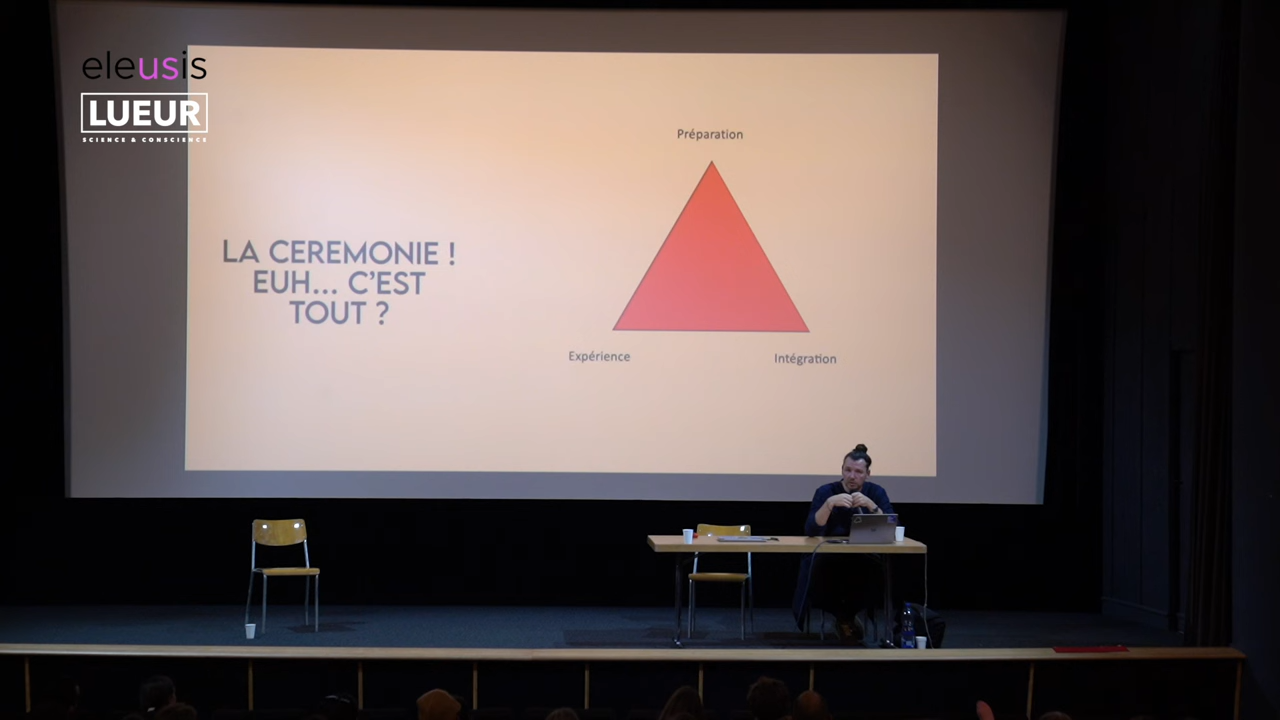 eleusis
LUEUR
SCIENCE & CONSCIENCE
LA CEREMONIE !
EUH... C'EST
TOUT ?
Préparation
Expérience
Intégration